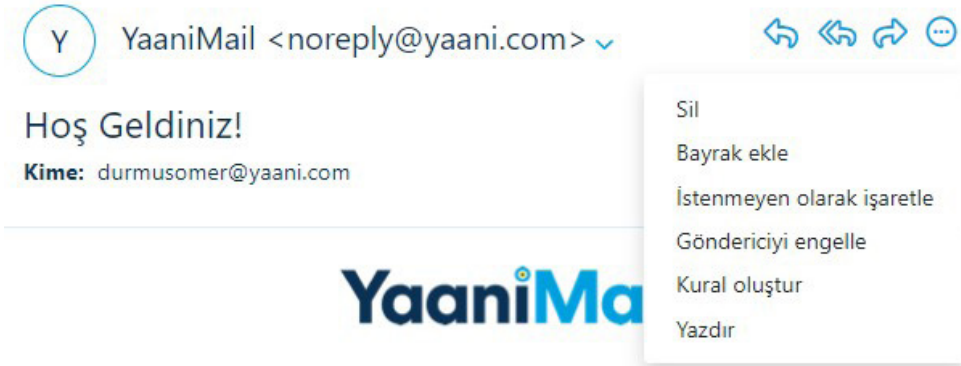 Y
YaaniMail <noreply@yaani.com>
Hoş Geldiniz!
Kime: durmusomer@yaani.com
Sil
Bayrak ekle
İstenmeyen olarak işaretle
Göndericiyi engelle
Kural oluştur
Yazdır
YaaniMa